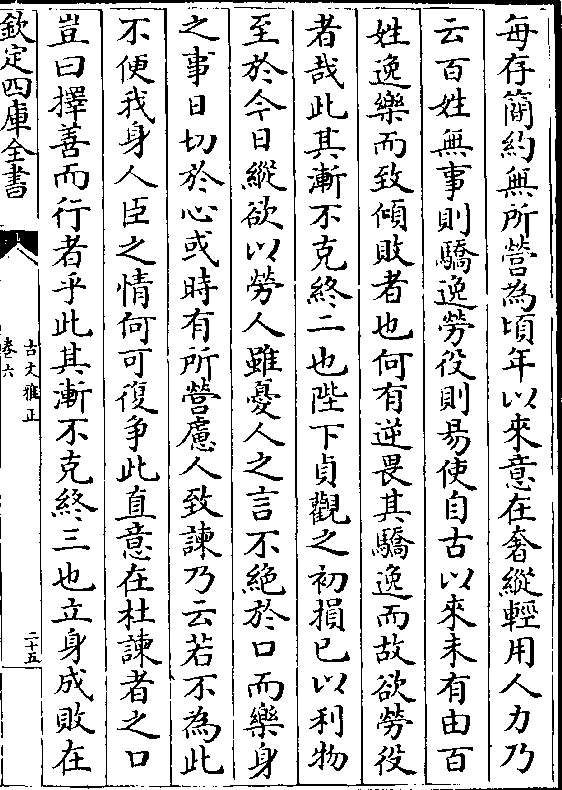 每存簡約無所營為頃年以來意在奢縱輕用人力乃
云百姓無事則驕逸勞役則易使自古以來未有由百
姓逸樂而致傾敗者也何有逆畏其驕逸而故欲勞役
者哉此其漸不克終二也陛下貞觀之初損已以利物
至於今日縱欲以勞人雖憂人之言不絶於口而樂身
之事日切於心或時有所營慮人致諫乃云若不為此
不便我身人臣之情何可復争此直意在杜諫者之口
豈曰擇善而行者乎此其漸不克終三也立身成敗在
欽定四庫全書
古文雅正
卷六
二十五